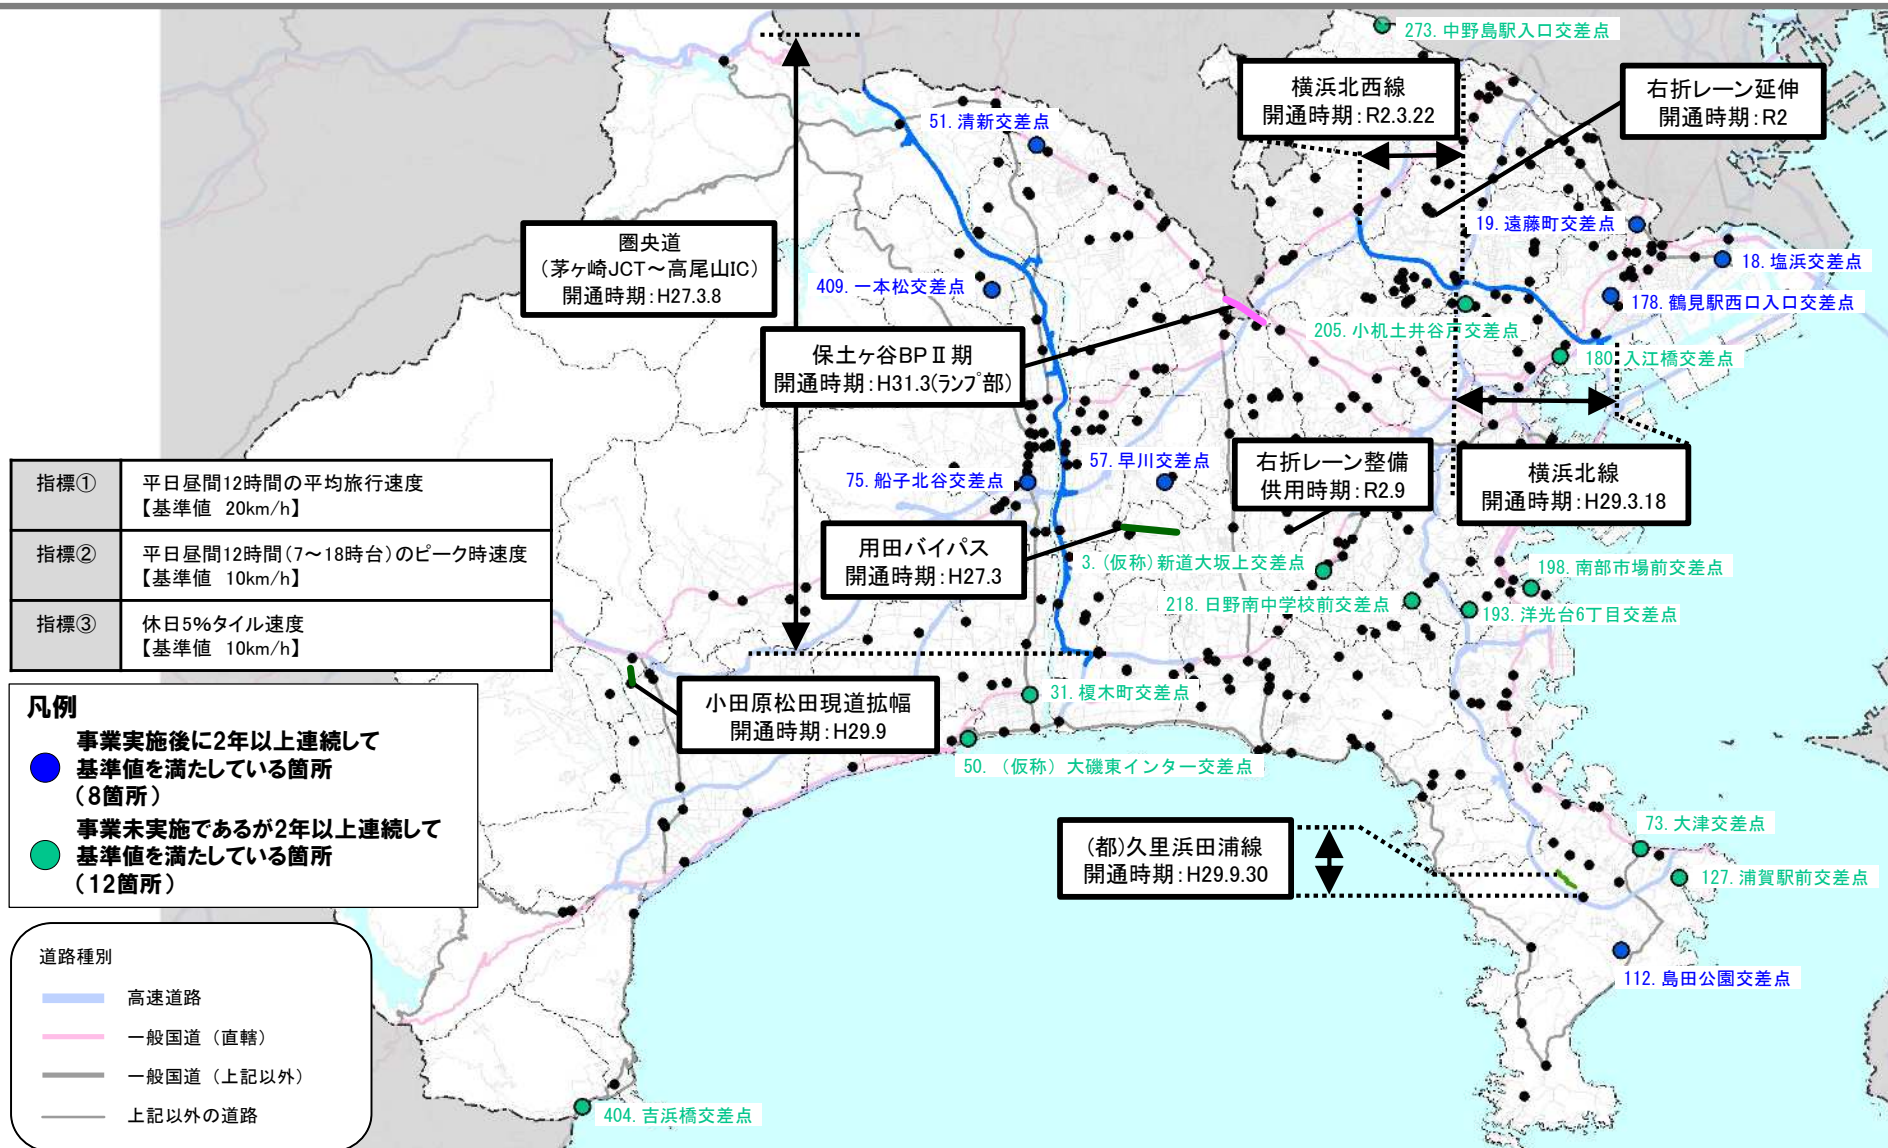 273. 中野島駅入口交差点
横浜北西線
開通時期：R2.3.22
右折レーン延伸
開通時期：R2
51. 清新交差点
19. 遠藤町交差点
圏央道
（茅ヶ崎JCT～高尾山IC）
開通時期：H27.3.8
18. 塩浜交差点
409. 一本松交差点
178. 鶴見駅西口入口交差点
205. 小机土井谷戸交差点
保土ヶ谷BPⅡ期
開通時期：H31.3(ランプ部)
180. 入江橋交差点
指標①
平日昼間12時間の平均旅行速度
【基準値 20km/h】
指標②
平日昼間12時間(7～18時台)のピーク時速度
【基準値 10km/h】
指標③
休日5%タイル速度
【基準値 10km/h】
75. 船子北谷交差点
57. 早川交差点
右折レーン整備
供用時期：R2.9
横浜北線
開通時期：H29.3.18
用田バイパス
開通時期：H27.3
3. (仮称)新道大坂上交差点
198. 南部市場前交差点
218. 日野南中学校前交差点
193. 洋光台6丁目交差点
小田原松田現道拡幅
開通時期：H29.9
31. 榎木町交差点
50. （仮称）大磯東インター交差点
凡例
事業実施後に2年以上連続して
基準値を満たしている箇所
（8箇所）
事業未実施であるが2年以上連続して
基準値を満たしている箇所
（12箇所）
73. 大津交差点
(都)久里浜田浦線
開通時期：H29.9.30
127. 浦賀駅前交差点
112. 島田公園交差点
道路種別
高速道路
一般国道（直轄）
一般国道（上記以外）
上記以外の道路
404. 吉浜橋交差点